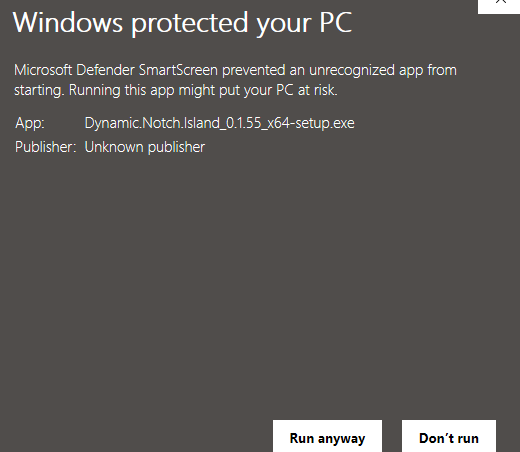 Windows protected your PC
Microsoft Defender SmartScreen prevented an unrecognized app from
starting. Running this app might put your PC at risk.
App: Dynamic.Notch.Island_0.1.55_x64-setup.exe
Publisher: Unknown publisher
Run anyway Don't run